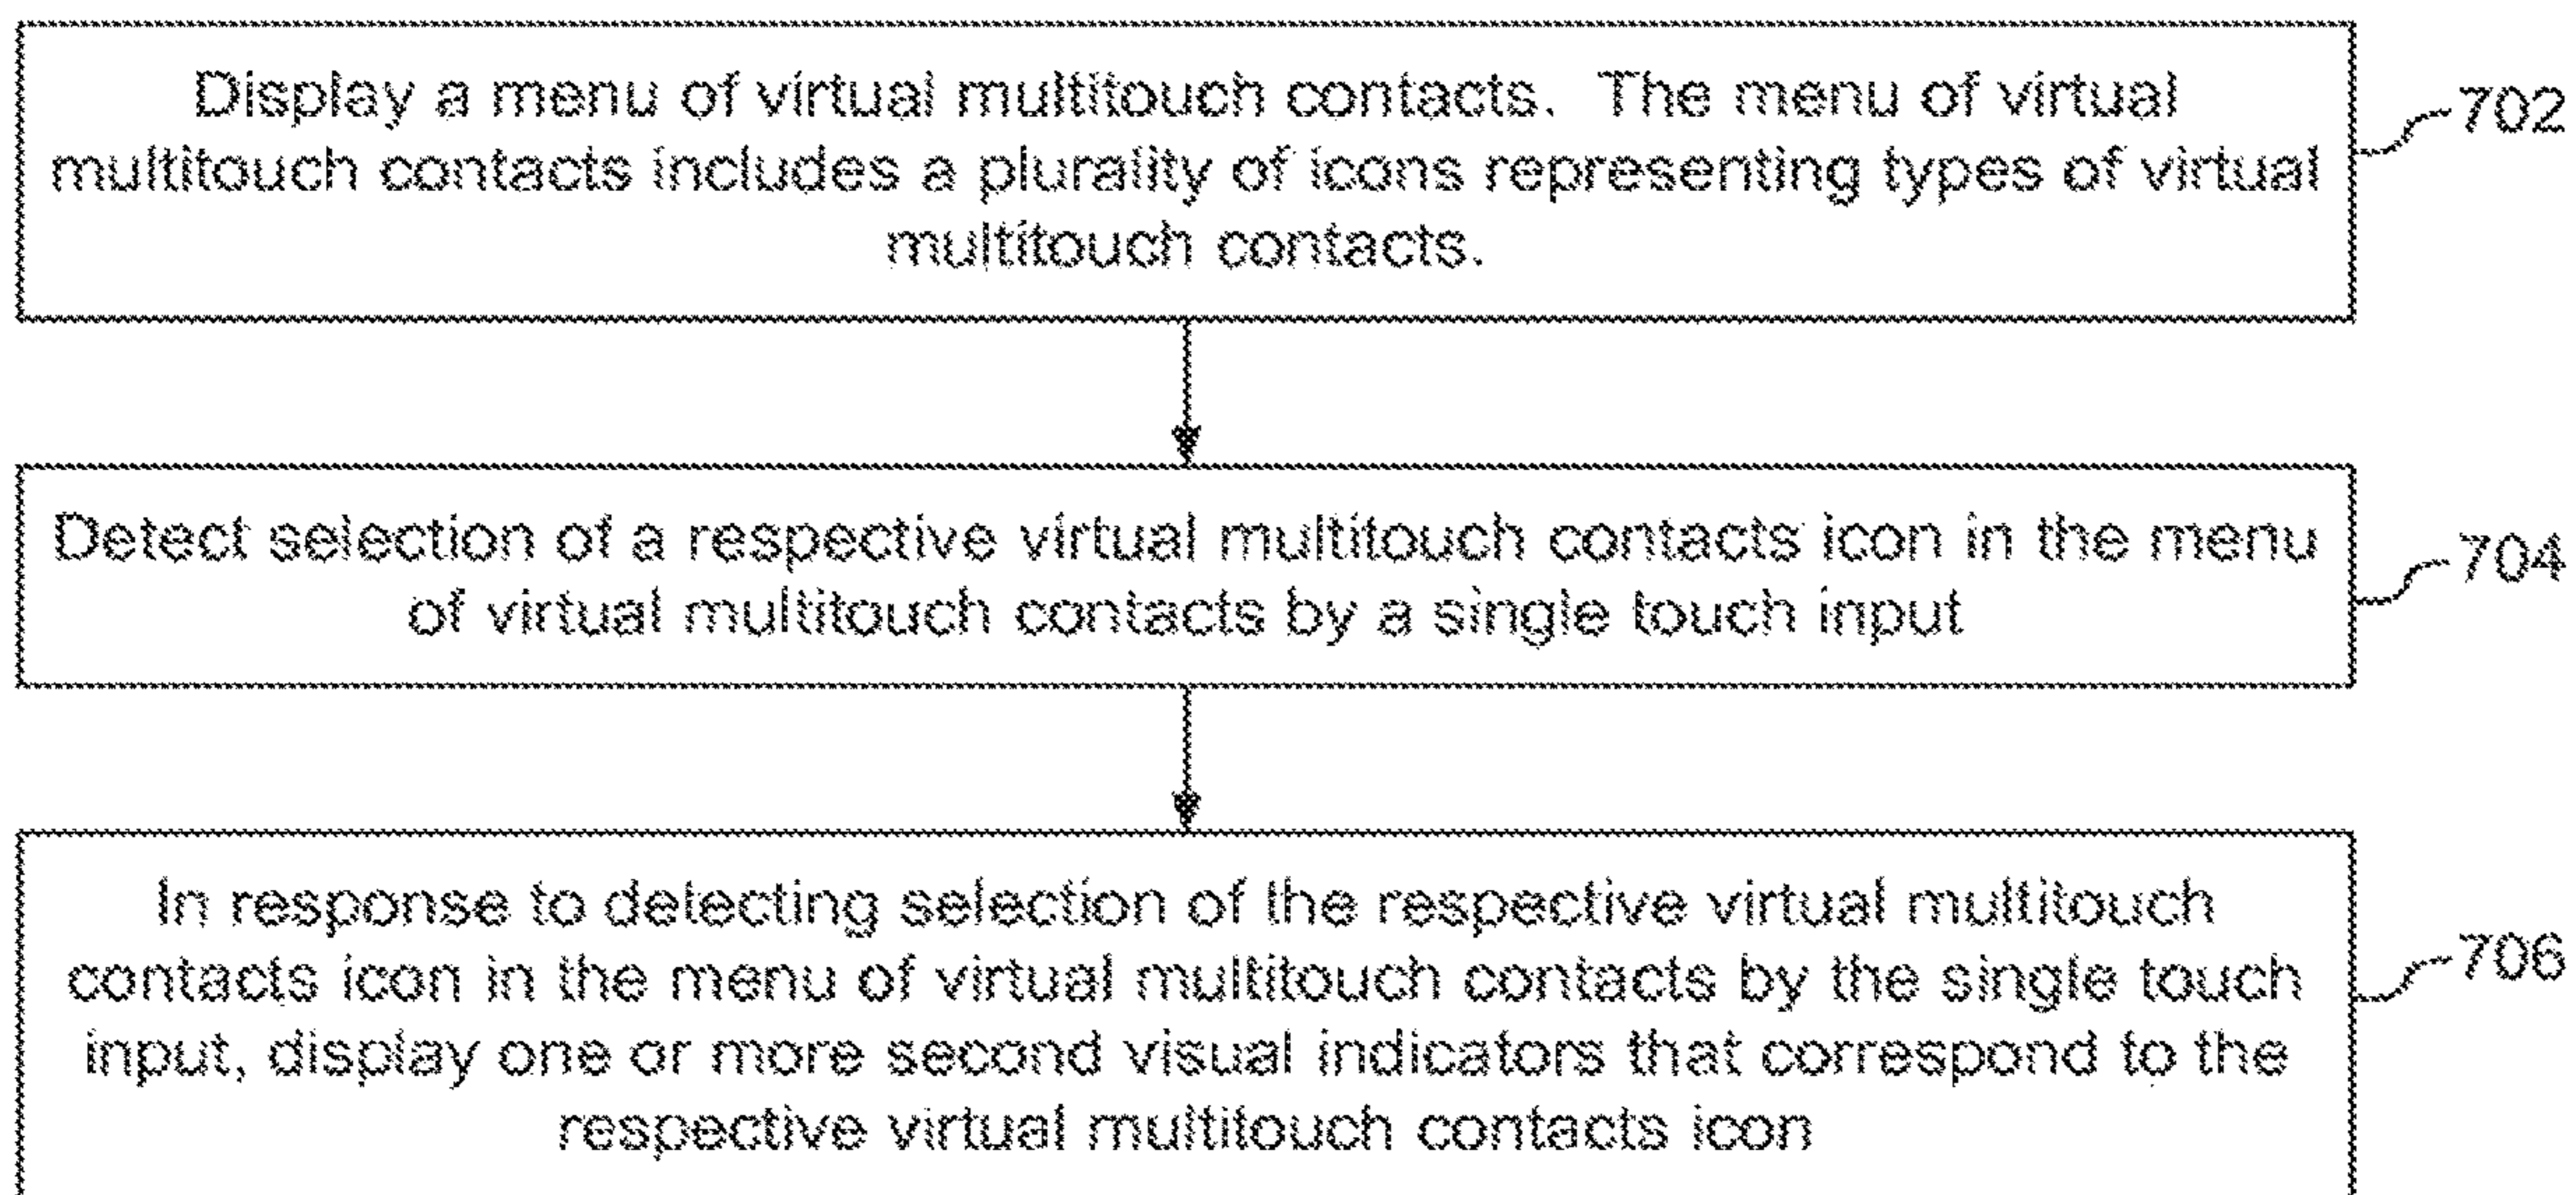 Display a menu of virtual multitouch contacts. The menu of virtual
multitouch contacts includes a plurality of icons representing types of virtual
multitouch contacts.
702
Detect selection of a respective virtual multitouch contacts icon in the menu
of virtual multitouch contacts by a single touch input
704
In response to detecting selection of the respective virtual multitouch
contacts icon in the menu of virtual multitouch contacts by the single touch
input, display one or more second visual indicators that correspond to the
respective virtual multitouch contacts icon
706